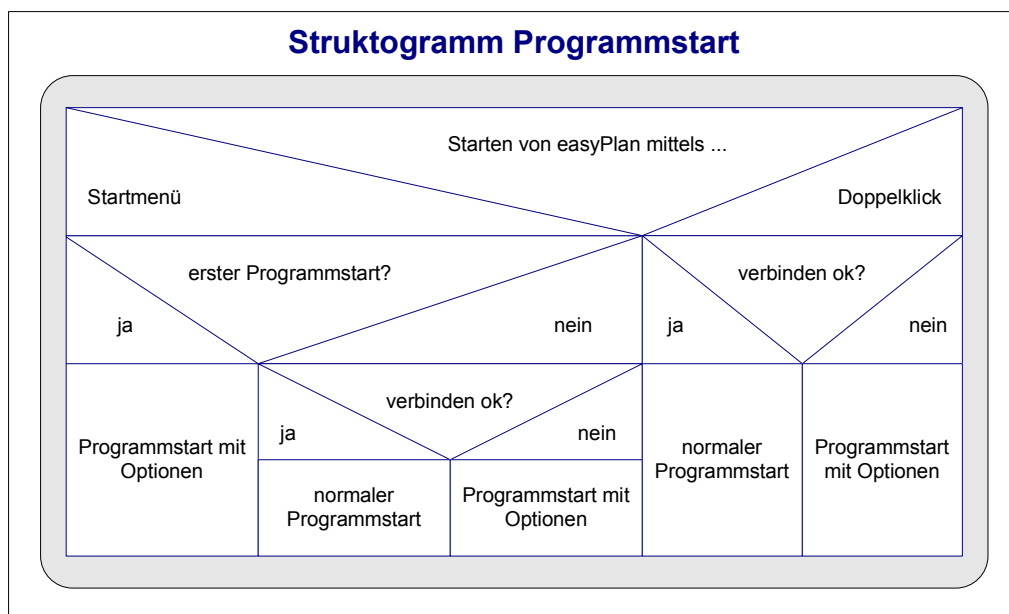 Struktogramm Programmstart
Starten von easyPlan mittels ...
Startmenü
Doppelklick
erster Programmstart?
verbinden ok?
ja
nein
ja
nein
verbinden ok?
ja
nein
Programmstart mit
Optionen
normaler
Programmstart
Programmstart mit
Optionen
normaler
Programmstart
Programmstart
mit Optionen